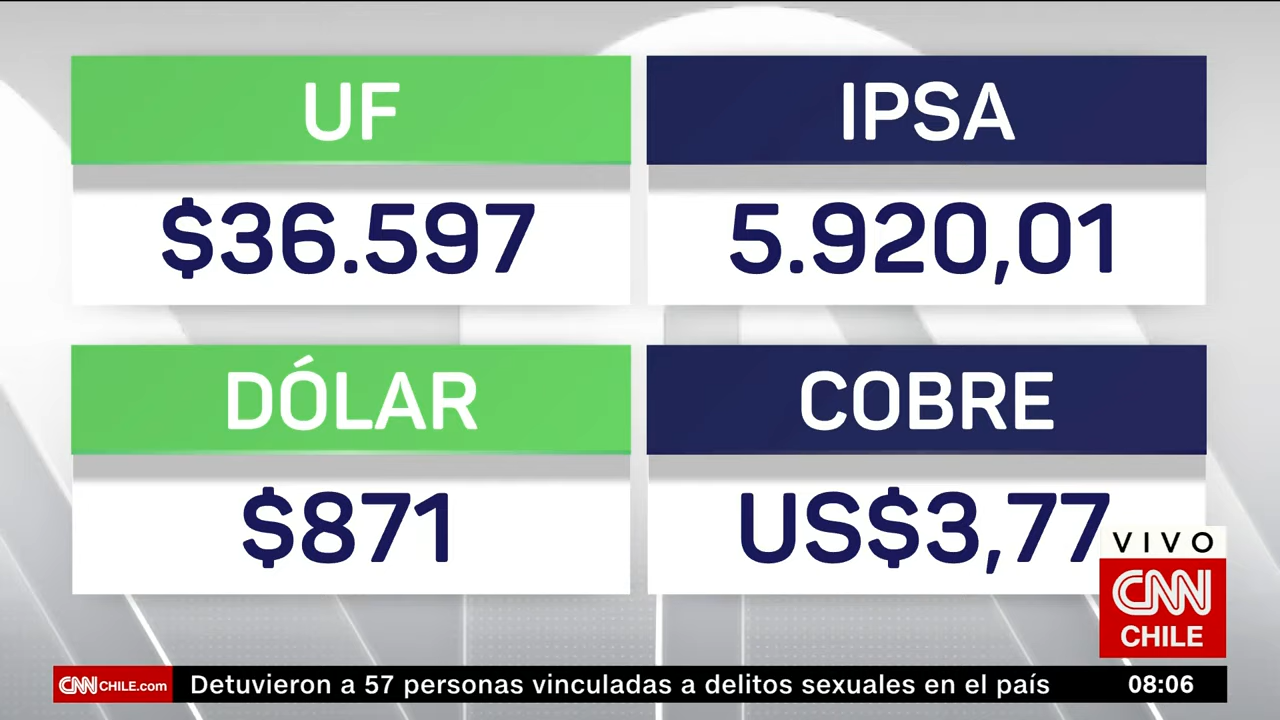 UF
$36.597
IPSA
5.920,01
DÓLAR
$871
COBRE
US$3,77
VIVO
CNN
CHILE
CNNCHILE.com
Detuvieron a 57 personas vinculadas a delitos sexuales en el país
08:06